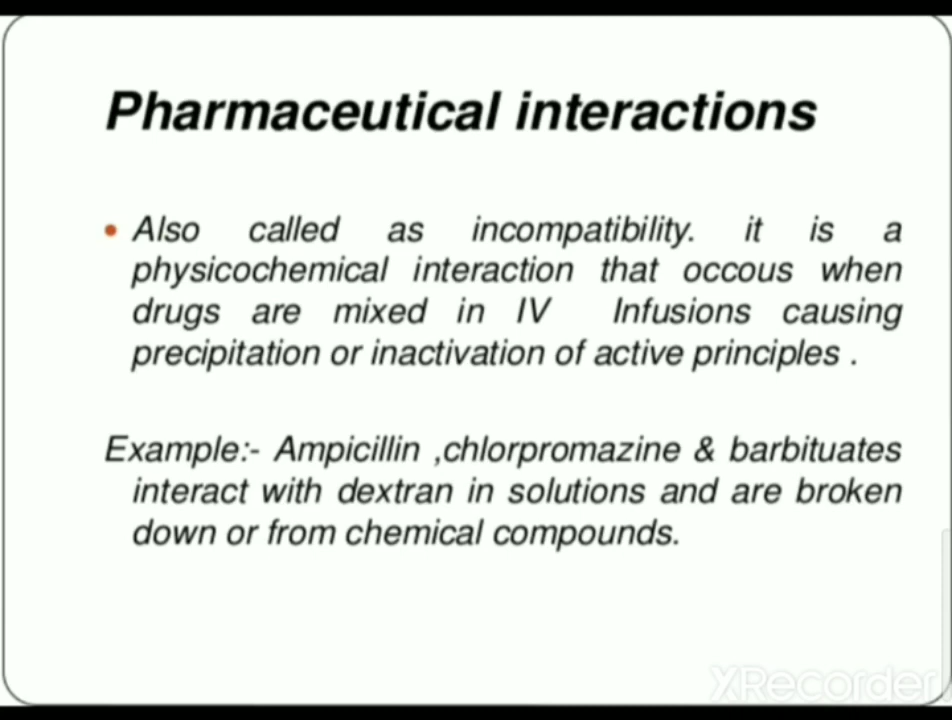 Pharmaceutical interactions
• Also called as incompatibility. it is a
physicochemical interaction that occous when
drugs are mixed in IV Infusions causing
precipitation or inactivation of active principles .
Example:- Ampicillin ,chlorpromazine & barbituates
interact with dextran in solutions and are broken
down or from chemical compounds.
XRecorder